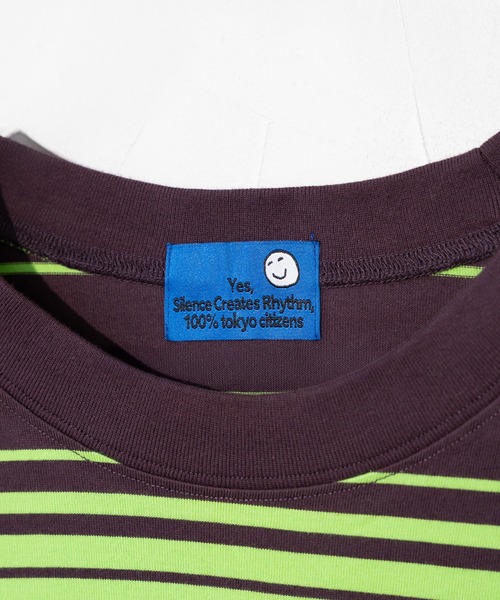 Yes,
Silence Creates Rhythm,
100% tokyo citizens